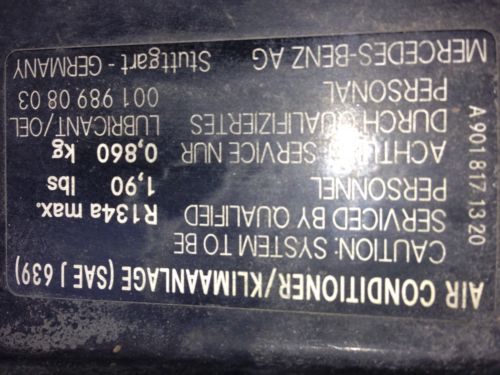 AIR CONDITIONER/KLIMAANLAGE (SAE J 639)
CAUTION: SYSTEM TO BE
SERVICED BY QUALIFIED R134a max.
PERSONNEL 1,90 lbs
ACHTUNG: SERVICE NUR 0,860 kg
DURCH QUALIFIZIERTES LUBRICANT/OEL
PERSONAL 001 989 08 03
MERCEDES-BENZ AG Stuttgart - GERMANY
A 901 817-13 20